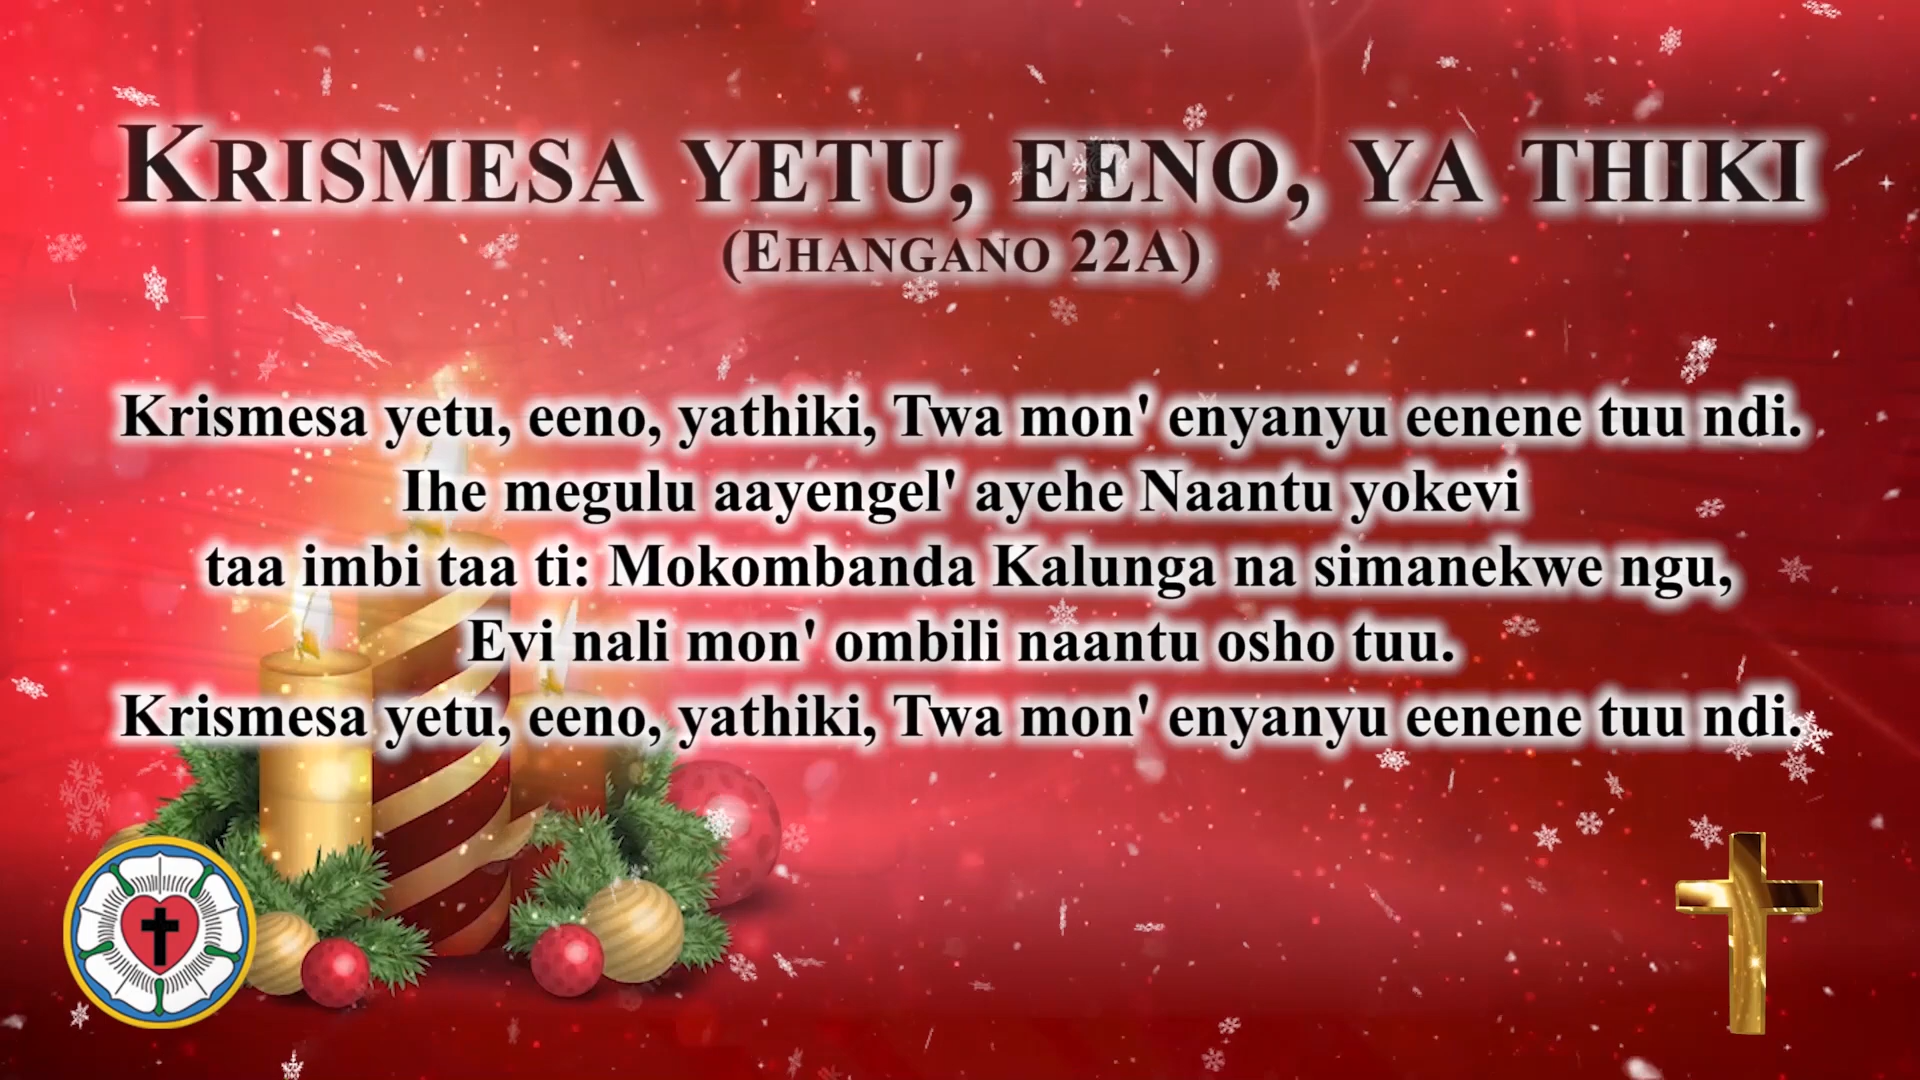 KRISMESA YETU, EENO, YA THIKI
(EHANGANO 22A)
Krismesa yetu, eeno, yathiki, Twa mon' enyanyu eenene tuu ndi.
Ihe megulu aayengel' ayehe Naantu yokevi
taa imbi taa ti: Mokombanda Kalunga na simanekwe ngu,
Evi nali mon' ombili naantu osho tuu.
Krismesa yetu, eeno, yathiki, Twa mon' enyanyu eenene tuu ndi.